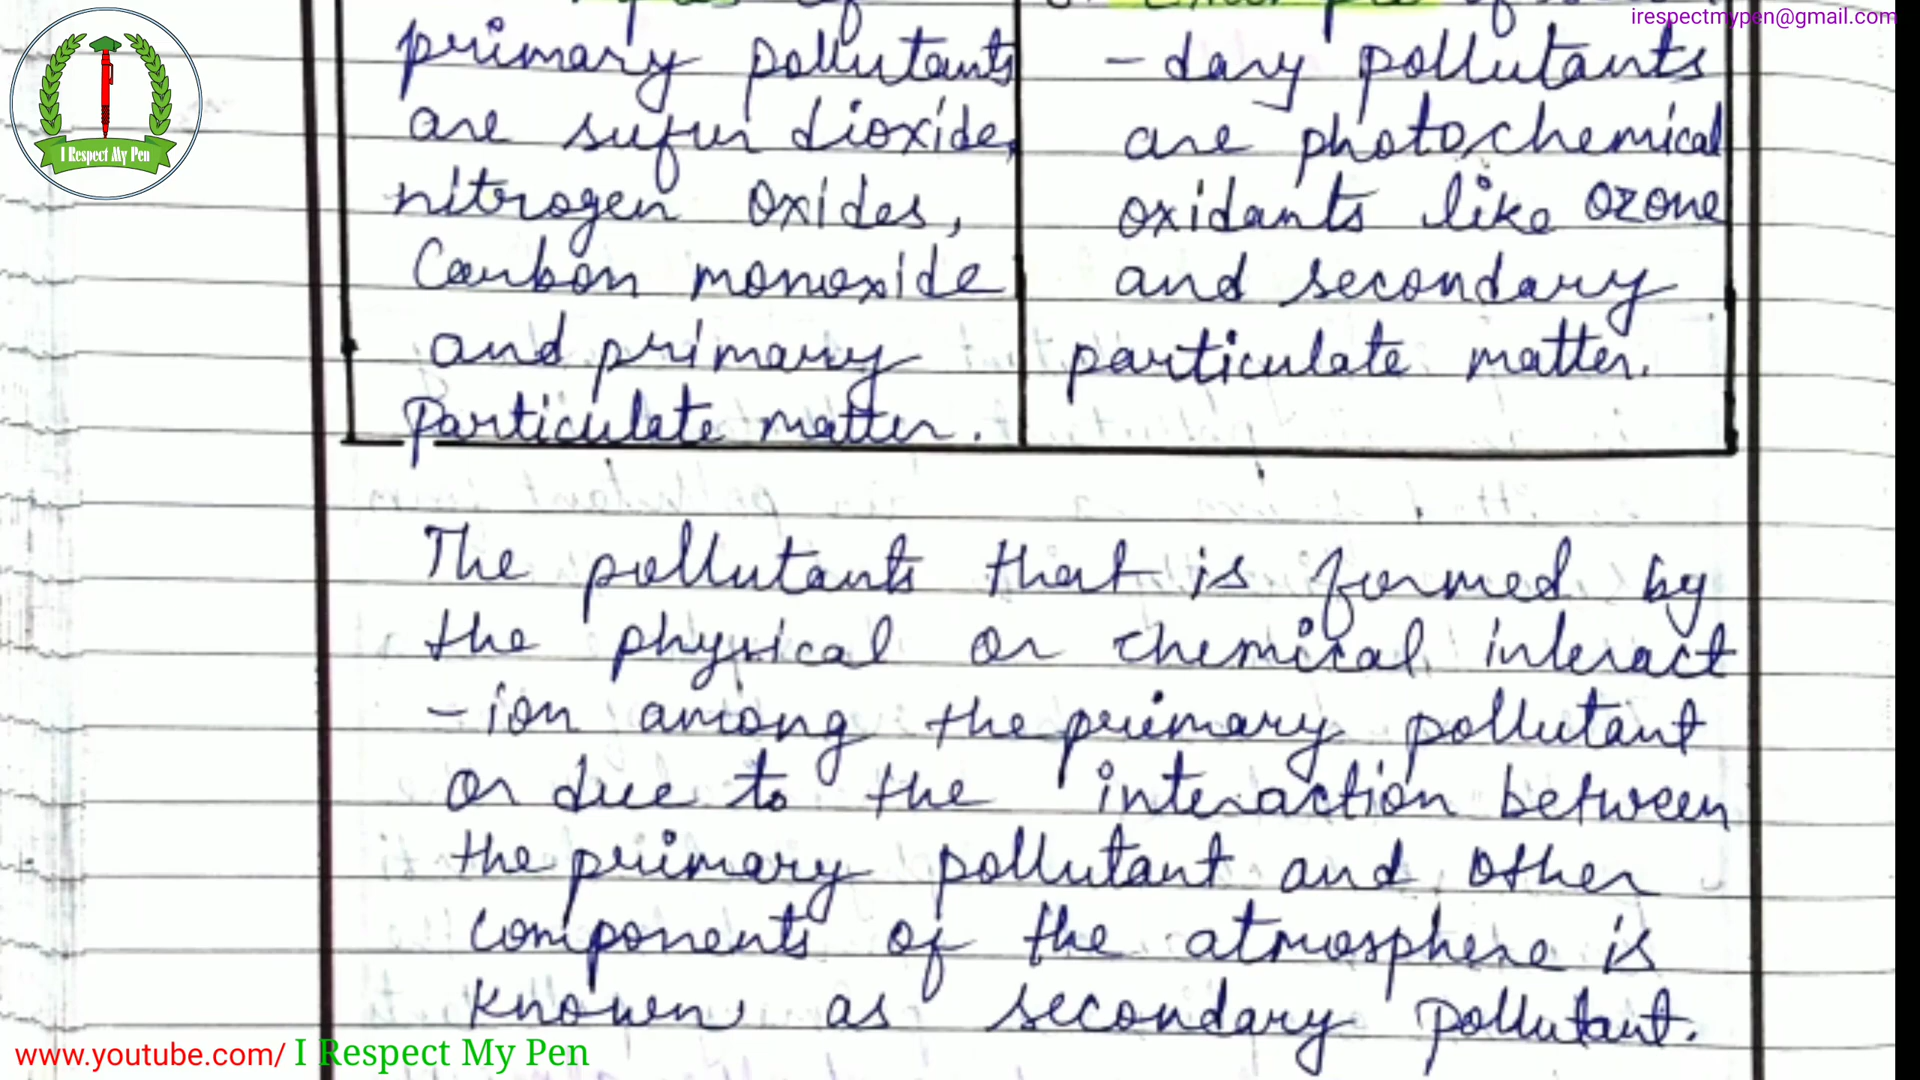 irespectmypen@gmail.com
primary pollutants
are sufur dioxide,
nitrogen oxides,
Carbon monoxide
and primary
Particulate matter.
- dary pollutants
are photochemical
oxidants like ozone
and secondary
particulate matter.
The pollutants that is formed by
the physical or chemical interact
- ion among the primary pollutant
or due to the interaction between
the primary pollutant and other
components of the atmosphere is
known as secondary pollutant.
I Respect My Pen
www.youtube.com/ I Respect My Pen